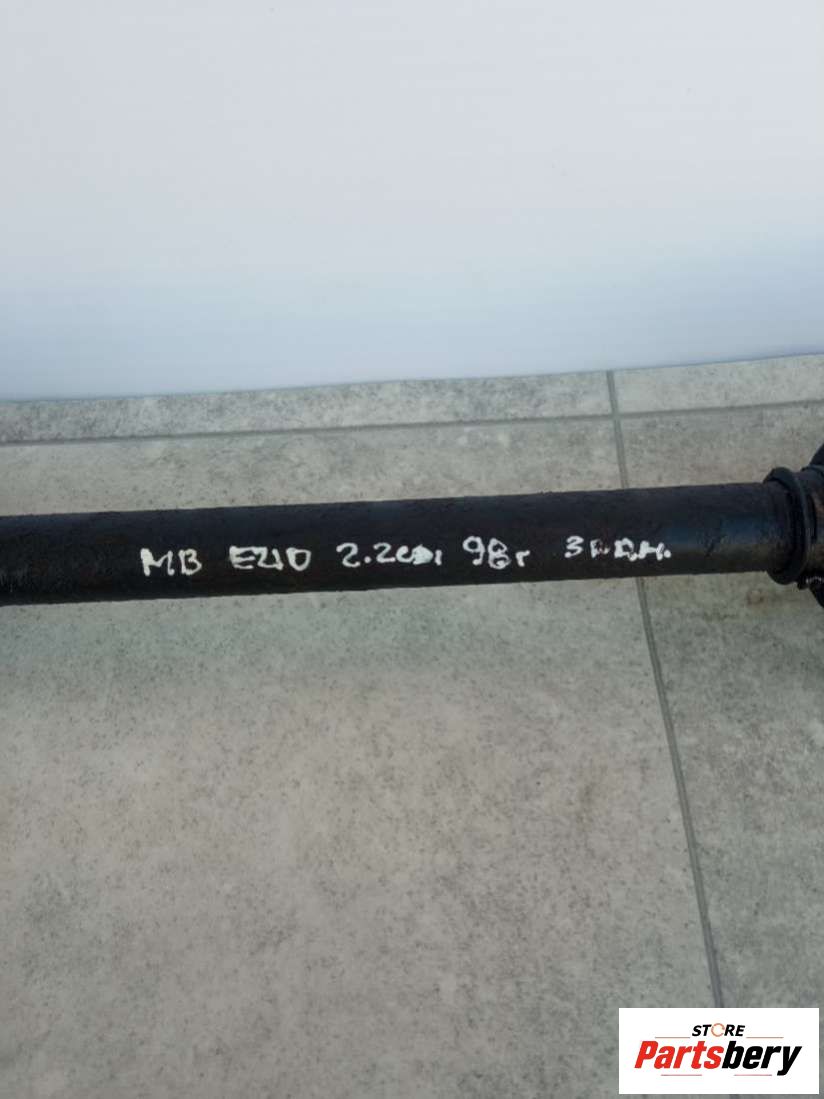 MB E210 2.2cdi 98г
STORE
Partsbery